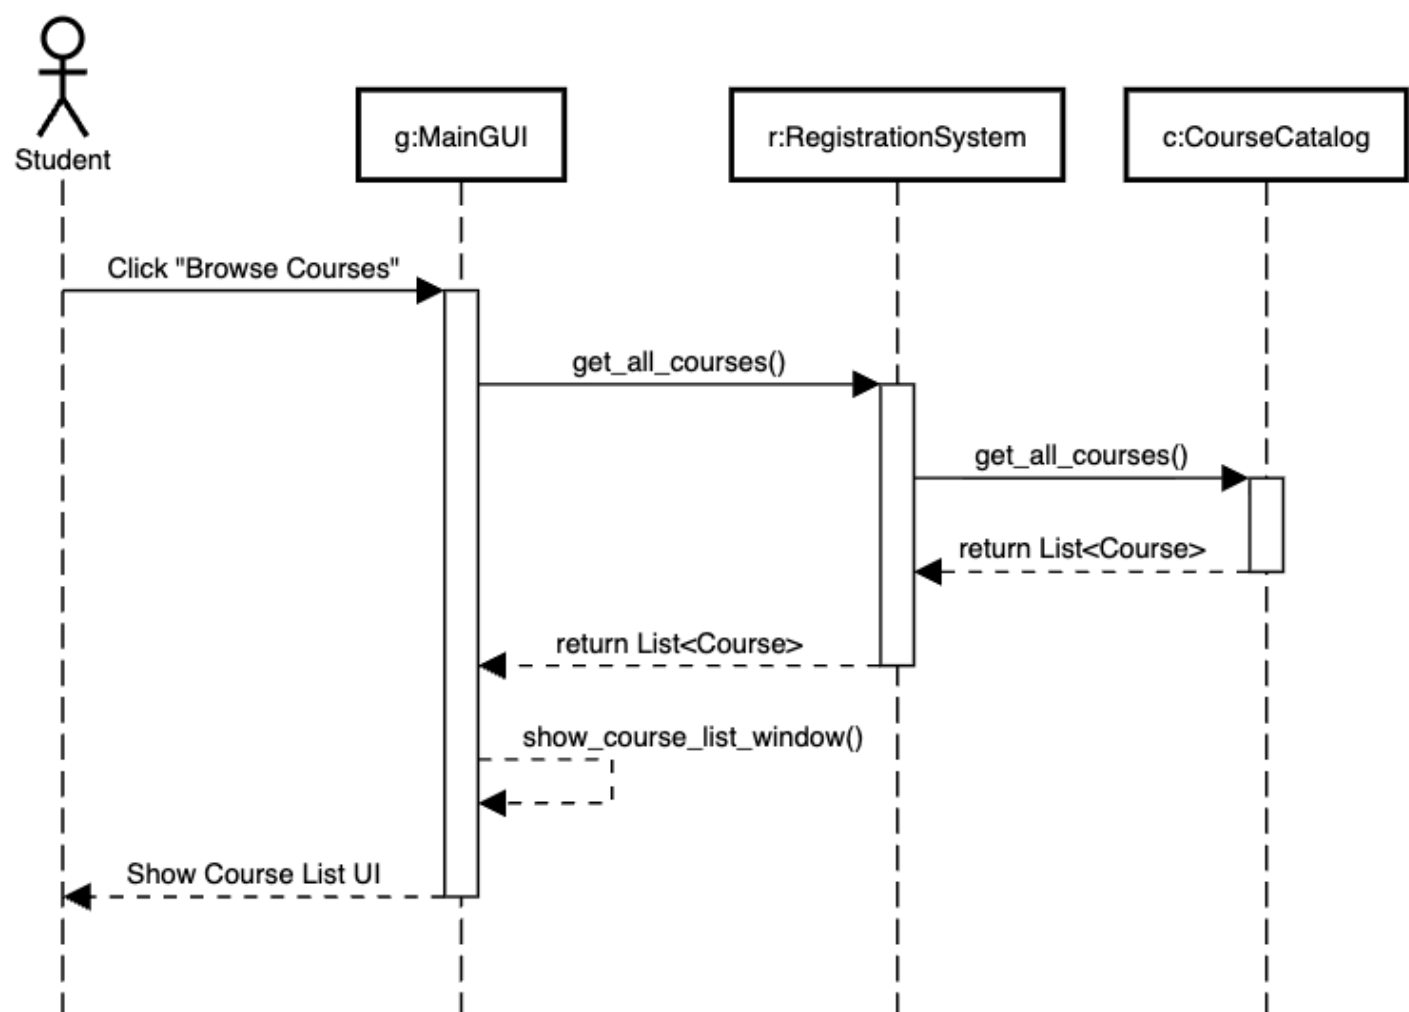 Student
g:MainGUI
r:RegistrationSystem
c:CourseCatalog
Click "Browse Courses"
get_all_courses()
get_all_courses()
return List<Course>
return List<Course>
show_course_list_window()
Show Course List UI